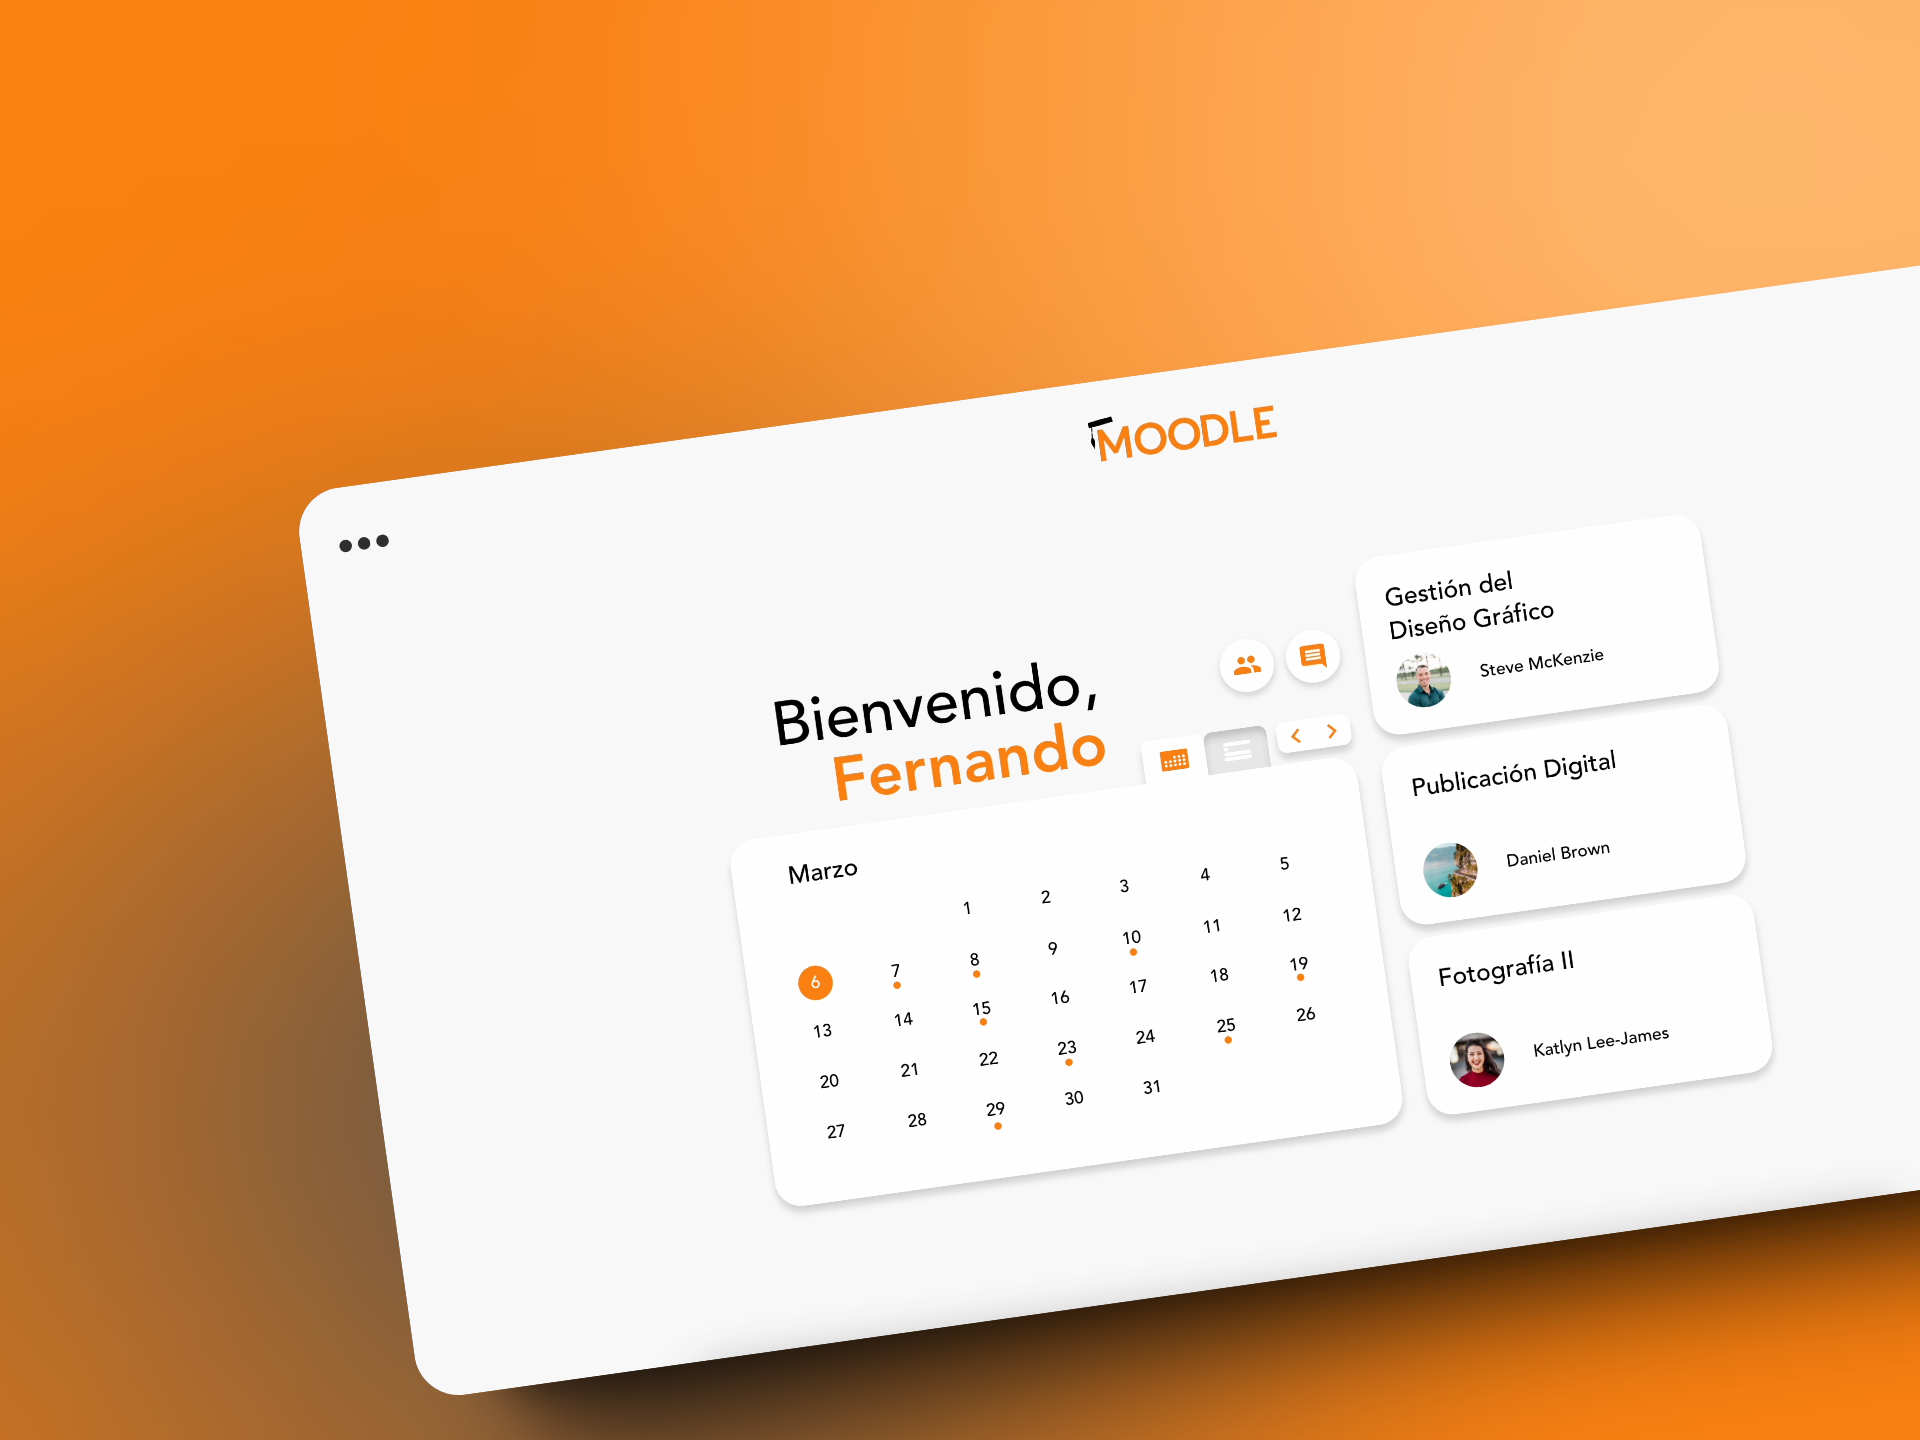 MOODLE
Bienvenido,
Fernando
Marzo
1 2 3 4 5
6 7 8 9 10 11 12
13 14 15 16 17 18 19
20 21 22 23 24 25 26
27 28 29 30 31
Gestión del
Diseño Gráfico
Steve McKenzie
Publicación Digital
Daniel Brown
Fotografía II
Katlyn Lee-James